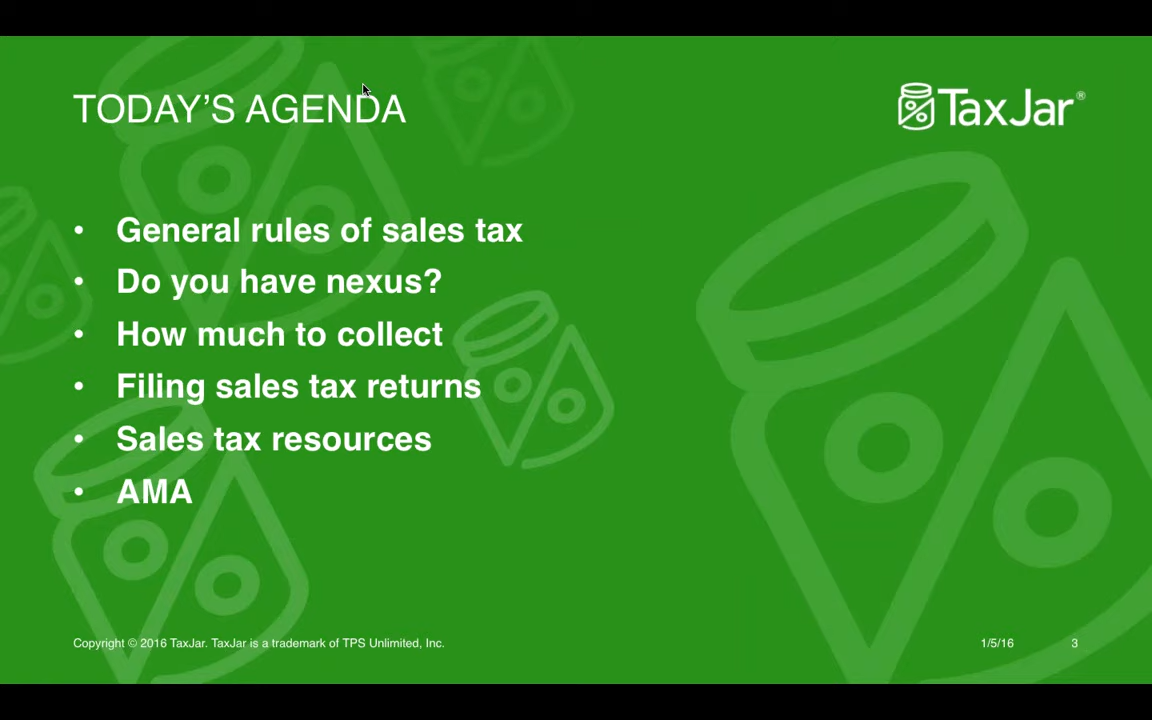 TODAY'S AGENDA
TaxJar®
• General rules of sales tax
• Do you have nexus?
• How much to collect
• Filing sales tax returns
• Sales tax resources
• AMA
Copyright © 2016 TaxJar. TaxJar is a trademark of TPS Unlimited, Inc.
1/5/16 3